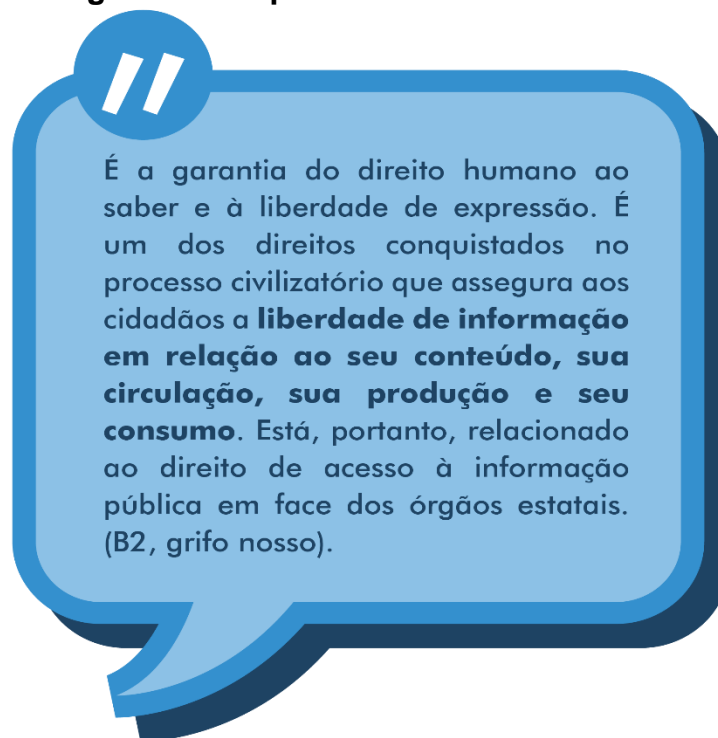 É a garantia do direito humano ao
saber e à liberdade de expressão. É
um dos direitos conquistados no
processo civilizatório que assegura aos
cidadãos a liberdade de informação
em relação ao seu conteúdo, sua
circulação, sua produção e seu
consumo. Está, portanto, relacionado
ao direito de acesso à informação
pública em face dos órgãos estatais.
(B2, grifo nosso).